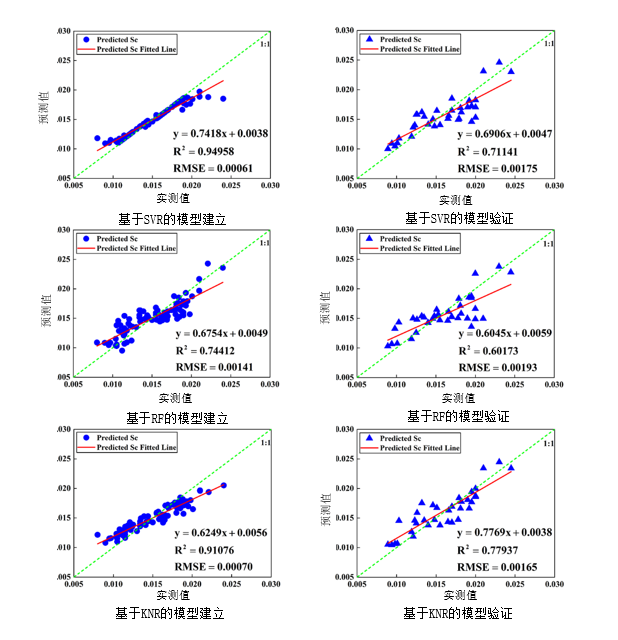 .030
.025
.020
.015
.010
.005
预测值
Predicted Sc
Predicted Sc Fitted Line
1:1
y = 0.7418x + 0.0038
R² = 0.94958
RMSE = 0.00061
0.005 0.010 0.015 0.020 0.025 0.030
实测值
基于SVR的模型建立
9.030
0.025
0.020
0.015
0.010
0.005
预测值
Predicted Sc
Predicted Sc Fitted Line
1:1
y = 0.6906x + 0.0047
R² = 0.71141
RMSE = 0.00175
0.005 0.010 0.015 0.020 0.025 0.030
实测值
基于SVR的模型验证
.030
.025
.020
.015
.010
.005
预测值
Predicted Sc
Predicted Sc Fitted Line
1:1
y = 0.6754x + 0.0049
R² = 0.74412
RMSE = 0.00141
0.005 0.010 0.015 0.020 0.025 0.030
实测值
基于RF的模型建立
0.030
0.025
0.020
0.015
0.010
.005
预测值
Predicted Sc
Predicted Sc Fitted Line
1:1
y = 0.6045x + 0.0059
R² = 0.60173
RMSE = 0.00193
0.005 0.010 0.015 0.020 0.025 0.030
实测值
基于RF的模型验证
.030
.025
.020
.015
.010
.005
预测值
Predicted Sc
Predicted Sc Fitted Line
1:1
y = 0.6249x + 0.0056
R² = 0.91076
RMSE = 0.00070
0.005 0.010 0.015 0.020 0.025 0.030
实测值
基于KNR的模型建立
0.030
0.025
0.020
0.015
0.010
.005
预测值
Predicted Sc
Predicted Sc Fitted Line
1:1
y = 0.7769x + 0.0038
R² = 0.77937
RMSE = 0.00165
0.005 0.010 0.015 0.020 0.025 0.030
实测值
基于KNR的模型验证